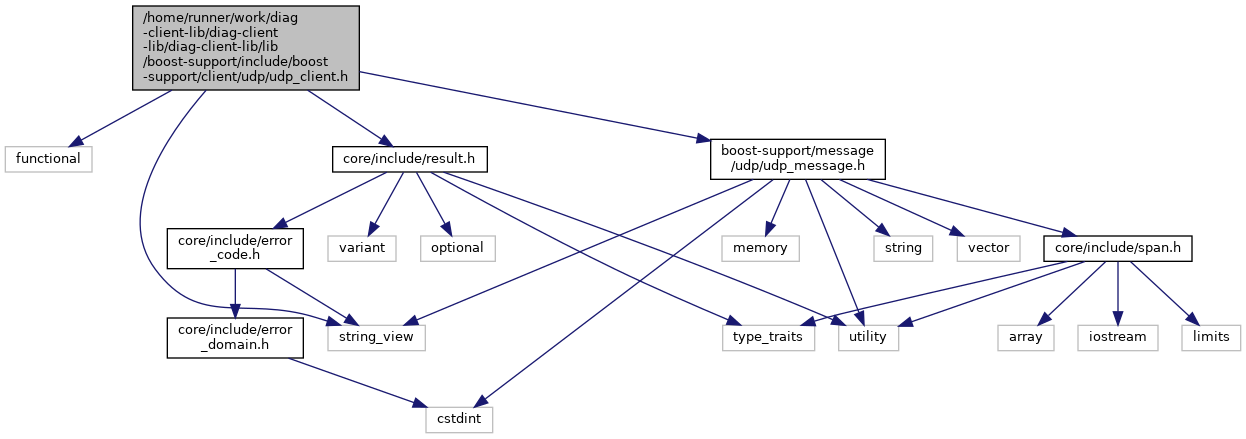 /home/runner/work/diag
-client-lib/diag-client
-lib/diag-client-lib/lib
/boost-support/include/boost
-support/client/udp/udp_client.h
functional
core/include/result.h
boost-support/message
/udp/udp_message.h
core/include/error
_code.h
variant
optional
memory
string
vector
core/include/span.h
core/include/error
_domain.h
string_view
type_traits
utility
array
iostream
limits
cstdint